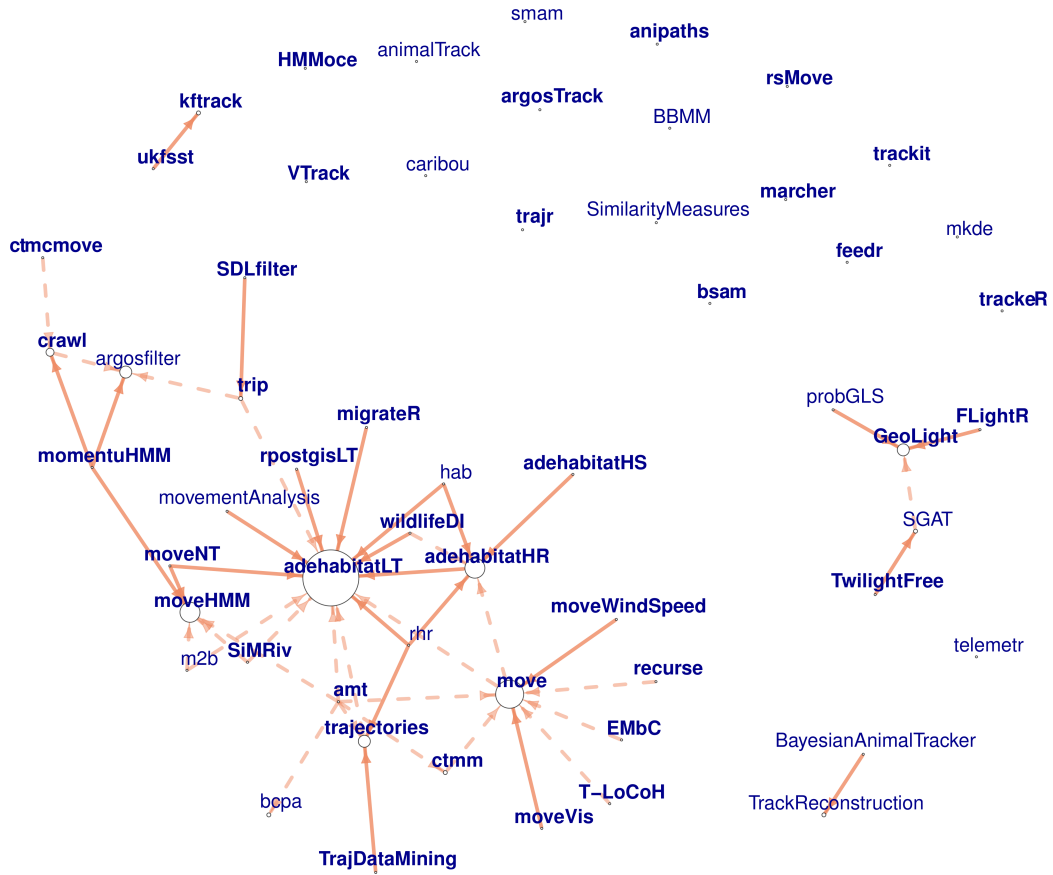 smam
anipaths
animalTrack
HMMoce
rsMove
argosTrack
kftrack
BBMM
ukfsst
trackit
caribou
VTrack
marcher
SimilarityMeasures
trajr
mkde
ctmcmove
feedr
SDLfilter
bsam
trackeR
crawl
argosfilter
trip
probGLS
migrateR
FLightR
GeoLight
momentuHMM
rpostgisLT
adehabitatHS
hab
movementAnalysis
wildlifeDI
SGAT
moveNT
adehabitatHR
adehabitatLT
TwilightFree
moveHMM
moveWindSpeed
rhr
telemetr
SiMRiv
m2b
recurse
move
amt
trajectories
EMbC
BayesianAnimalTracker
ctmm
T−LoCoH
bcpa
TrackReconstruction
moveVis
TrajDataMining